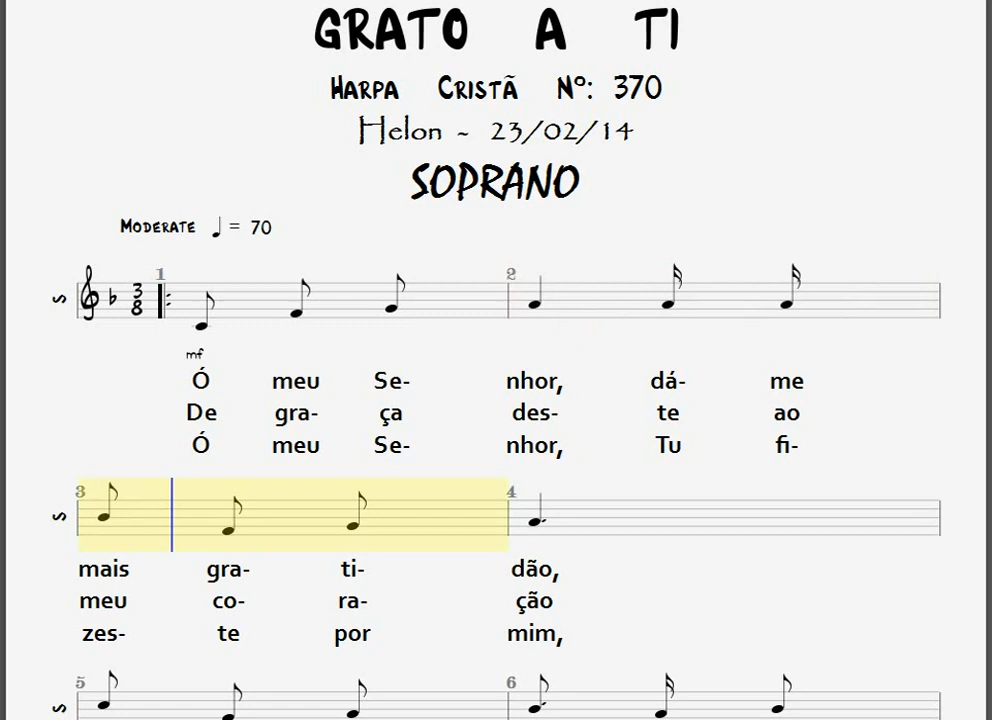 GRATO A TI
HARPA CRISTÃ Nº: 370
Helon ~ 23/02/14
SOPRANO
MODERATE ♩ = 70
1 2
S 3 8
mf
Ó meu Se- nhor, dá- me
De gra- ça des- te ao
Ó meu Se- nhor, Tu fi-
3 4
S
mais gra- ti- dão,
meu co- ra- ção
zes- te por mim,
5 6
S